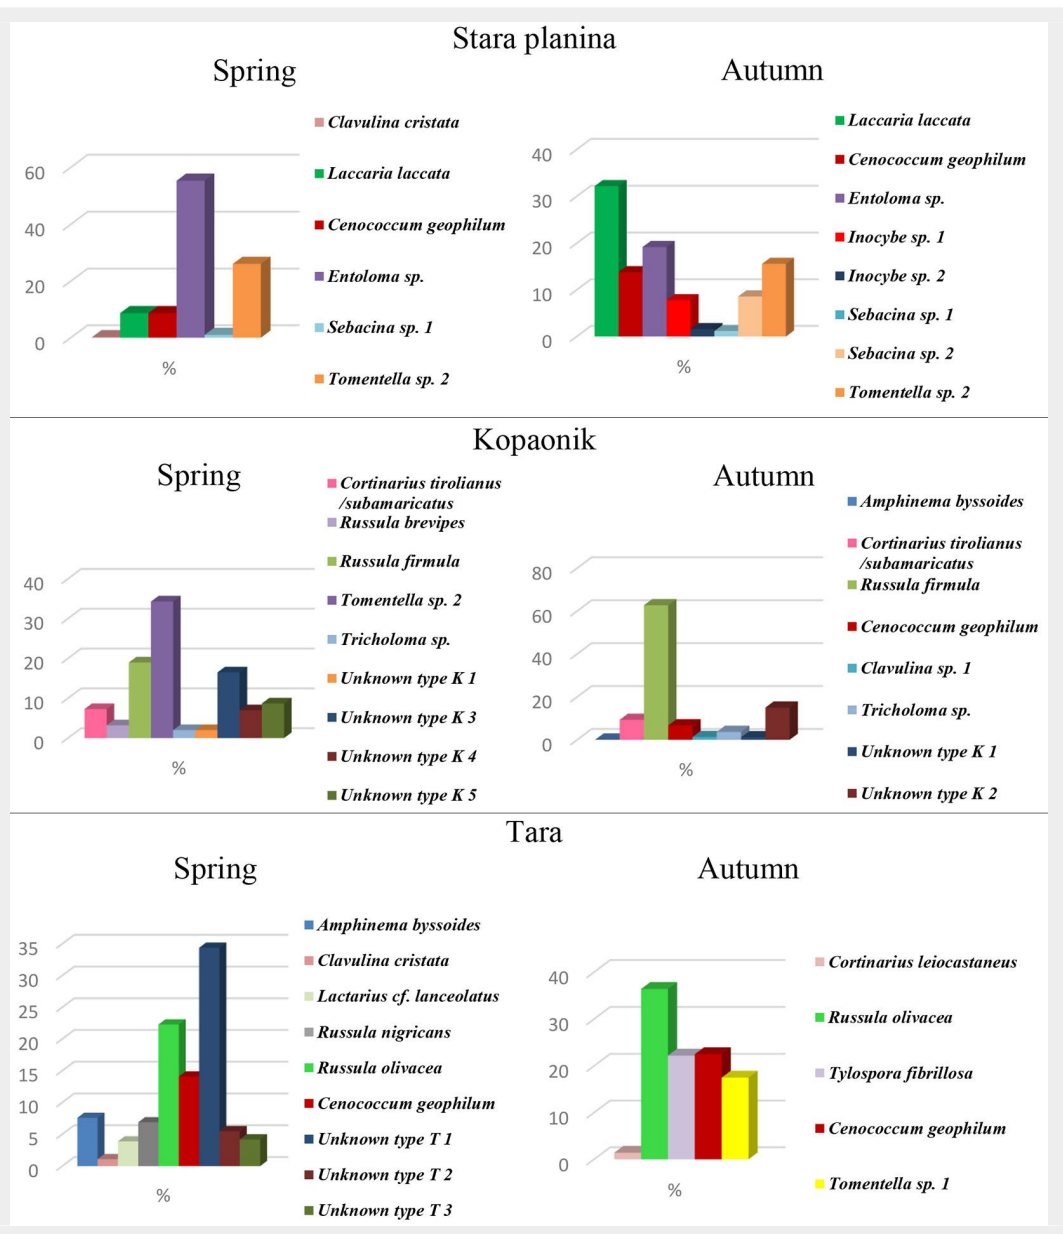 Stara planina
Spring
60
40
20
0
%
Clavulina cristata
Laccaria laccata
Cenococcum geophilum
Entoloma sp.
Sebacina sp. 1
Tomentella sp. 2
Autumn
40
30
20
10
0
%
Laccaria laccata
Cenococcum geophilum
Entoloma sp.
Inocybe sp. 1
Inocybe sp. 2
Sebacina sp. 1
Sebacina sp. 2
Tomentella sp. 2
Kopaonik
Spring
40
30
20
10
0
%
Cortinarius tirolianus
/subamaricatus
Russula brevipes
Russula firmula
Tomentella sp. 2
Tricholoma sp.
Unknown type K 1
Unknown type K 3
Unknown type K 4
Unknown type K 5
Autumn
80
60
40
20
0
%
Amphinema byssoides
Cortinarius tirolianus
/subamaricatus
Russula firmula
Cenococcum geophilum
Clavulina sp. 1
Tricholoma sp.
Unknown type K 1
Unknown type K 2
Tara
Spring
35
30
25
20
15
10
5
0
%
Amphinema byssoides
Clavulina cristata
Lactarius cf. lanceolatus
Russula nigricans
Russula olivacea
Cenococcum geophilum
Unknown type T 1
Unknown type T 2
Unknown type T 3
Autumn
40
30
20
10
0
%
Cortinarius leiocastaneus
Russula olivacea
Tylospora fibrillosa
Cenococcum geophilum
Tomentella sp. 1